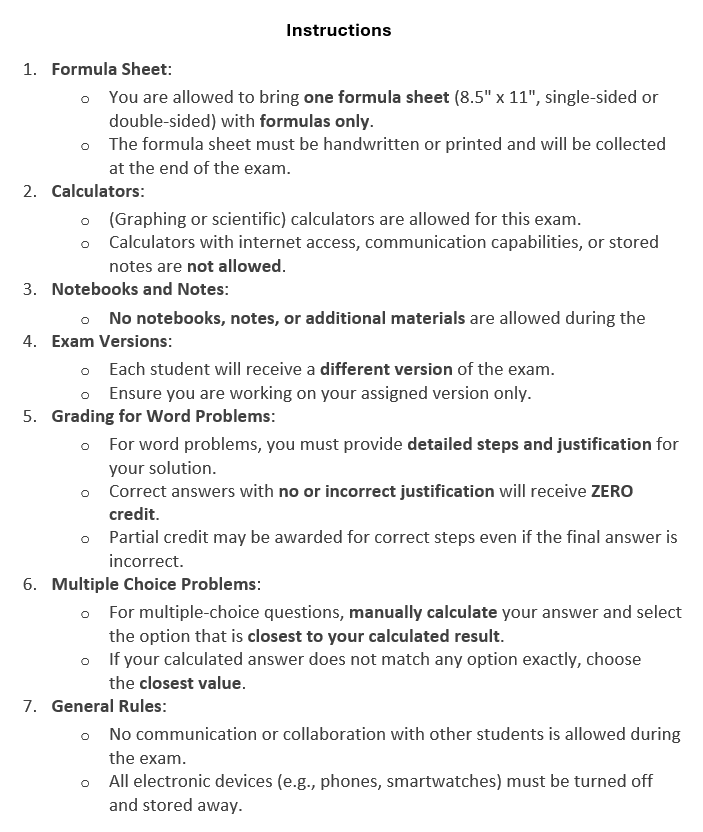 Instructions
1. Formula Sheet:
o You are allowed to bring one formula sheet (8.5" x 11", single-sided or
double-sided) with formulas only.
o The formula sheet must be handwritten or printed and will be collected
at the end of the exam.
2. Calculators:
o (Graphing or scientific) calculators are allowed for this exam.
o Calculators with internet access, communication capabilities, or stored
notes are not allowed.
3. Notebooks and Notes:
o No notebooks, notes, or additional materials are allowed during the
4. Exam Versions:
o Each student will receive a different version of the exam.
o Ensure you are working on your assigned version only.
5. Grading for Word Problems:
o For word problems, you must provide detailed steps and justification for
your solution.
o Correct answers with no or incorrect justification will receive ZERO
credit.
o Partial credit may be awarded for correct steps even if the final answer is
incorrect.
6. Multiple Choice Problems:
o For multiple-choice questions, manually calculate your answer and select
the option that is closest to your calculated result.
o If your calculated answer does not match any option exactly, choose
the closest value.
7. General Rules:
o No communication or collaboration with other students is allowed during
the exam.
o All electronic devices (e.g., phones, smartwatches) must be turned off
and stored away.